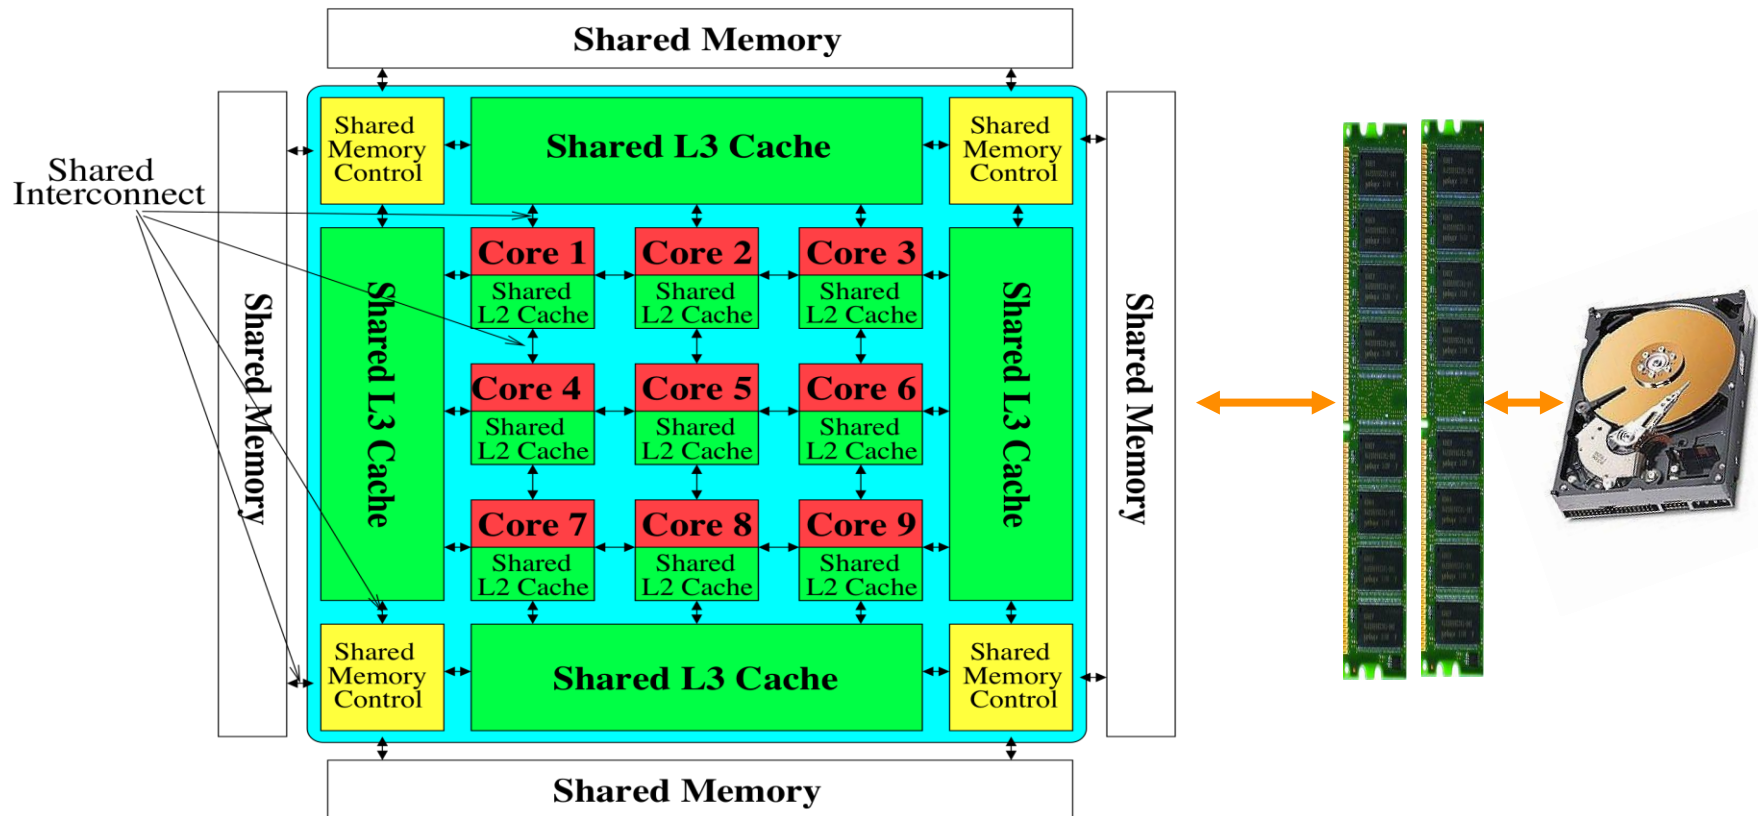 Shared Memory
Shared
Memory
Control
Shared L3 Cache
Shared
Memory
Control
Shared
Interconnect
Shared Memory
Shared L3 Cache
Core 1
Shared
L2 Cache
Core 2
Shared
L2 Cache
Core 3
Shared
L2 Cache
Core 4
Shared
L2 Cache
Core 5
Shared
L2 Cache
Core 6
Shared
L2 Cache
Core 7
Shared
L2 Cache
Core 8
Shared
L2 Cache
Core 9
Shared
L2 Cache
Shared L3 Cache
Shared Memory
Shared
Memory
Control
Shared L3 Cache
Shared
Memory
Control
Shared Memory